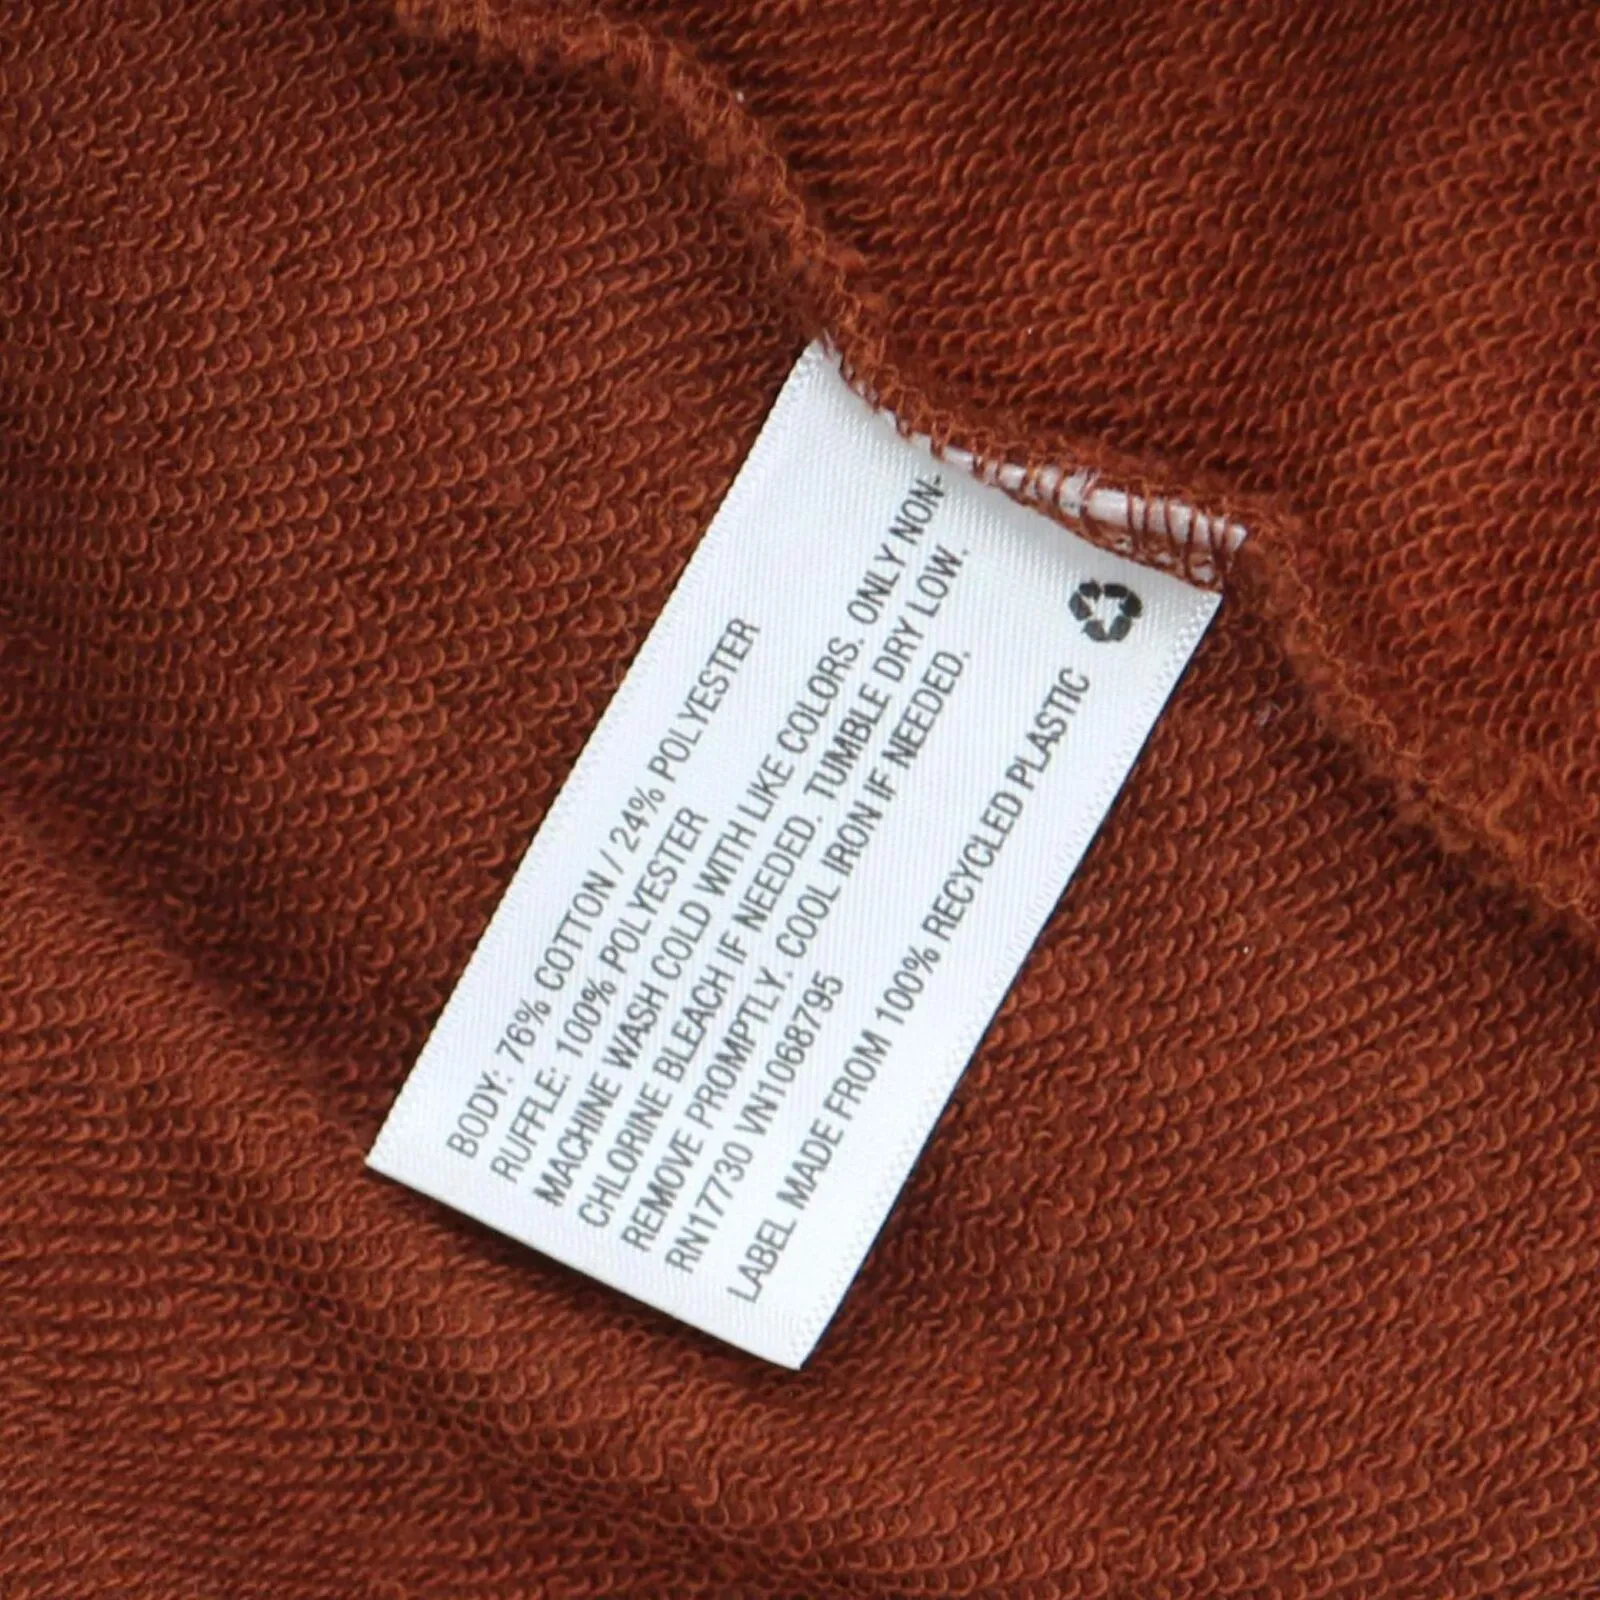 BODY: 76% COTTON / 24% POLYESTER
RUFFLE: 100% POLYESTER
MACHINE WASH COLD WITH LIKE COLORS. ONLY NON-
CHLORINE BLEACH IF NEEDED. TUMBLE DRY LOW.
REMOVE PROMPTLY. COOL IRON IF NEEDED.
RN17730 VN1068795
LABEL MADE FROM 100% RECYCLED PLASTIC